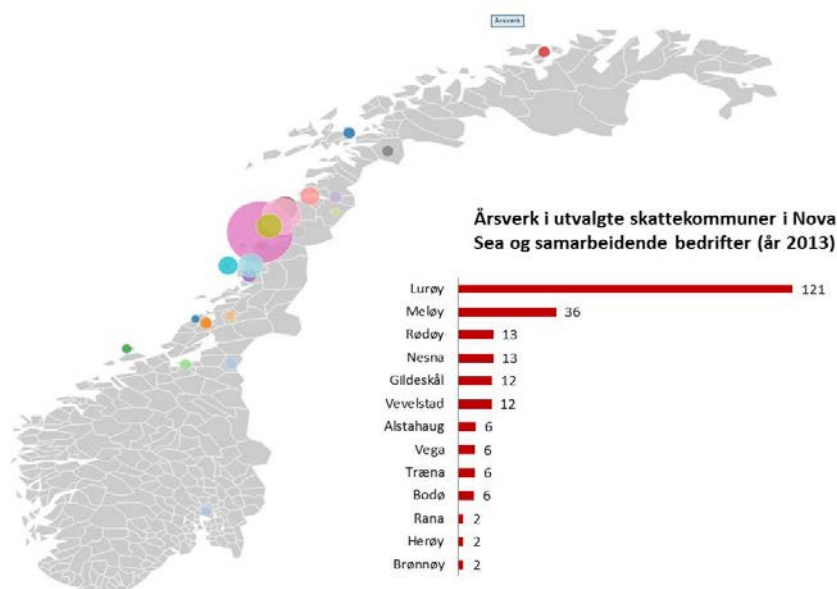 Årsverk
Årsverk i utvalgte skattekommuner i Nova
Sea og samarbeidende bedrifter (år 2013)
Lurøy 121
Meløy 36
Rødøy 13
Nesna 13
Gildeskål 12
Vevelstad 12
Alstahaug 6
Vega 6
Træna 6
Bodø 6
Rana 2
Herøy 2
Brønnøy 2